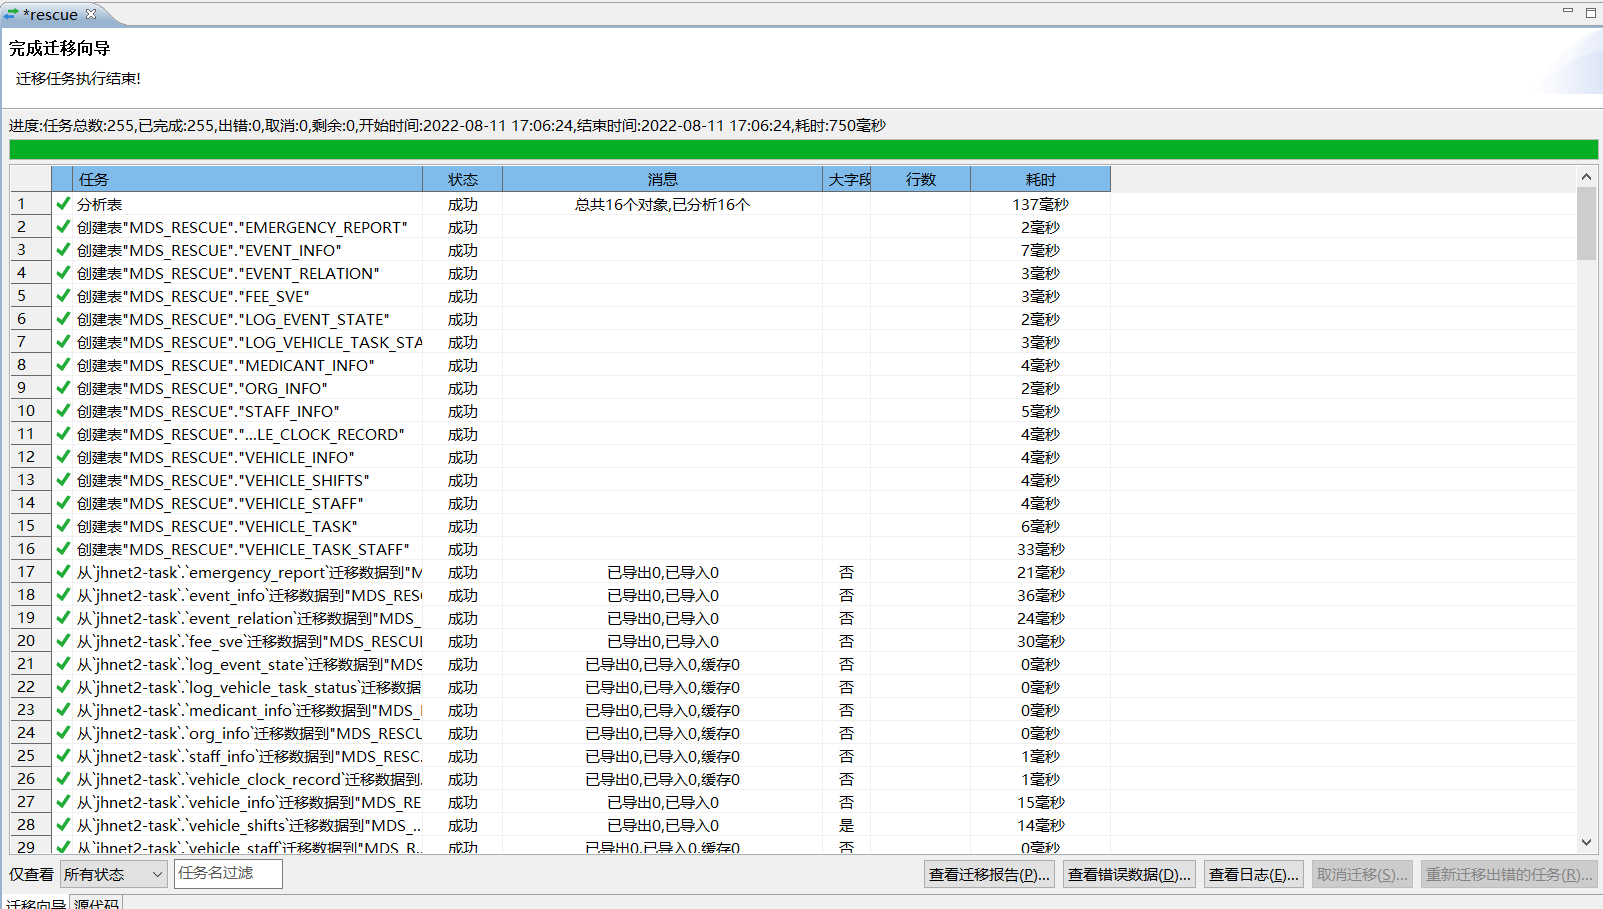 *rescue
完成迁移向导
迁移任务执行结束!
进度:任务总数:255,已完成:255,出错:0,取消:0,剩余:0,开始时间:2022-08-11 17:06:24,结束时间:2022-08-11 17:06:24,耗时:750毫秒
任务 状态 消息 大字段 行数 耗时
1 分析表 成功 总共16个对象,已分析16个 137毫秒
2 创建表"MDS_RESCUE"."EMERGENCY_REPORT" 成功 2毫秒
3 创建表"MDS_RESCUE"."EVENT_INFO" 成功 7毫秒
4 创建表"MDS_RESCUE"."EVENT_RELATION" 成功 3毫秒
5 创建表"MDS_RESCUE"."FEE_SVE" 成功 3毫秒
6 创建表"MDS_RESCUE"."LOG_EVENT_STATE" 成功 2毫秒
7 创建表"MDS_RESCUE"."LOG_VEHICLE_TASK_STA 成功 3毫秒
8 创建表"MDS_RESCUE"."MEDICANT_INFO" 成功 4毫秒
9 创建表"MDS_RESCUE"."ORG_INFO" 成功 2毫秒
10 创建表"MDS_RESCUE"."STAFF_INFO" 成功 5毫秒
11 创建表"MDS_RESCUE"."...LE_CLOCK_RECORD" 成功 4毫秒
12 创建表"MDS_RESCUE"."VEHICLE_INFO" 成功 4毫秒
13 创建表"MDS_RESCUE"."VEHICLE_SHIFTS" 成功 4毫秒
14 创建表"MDS_RESCUE"."VEHICLE_STAFF" 成功 4毫秒
15 创建表"MDS_RESCUE"."VEHICLE_TASK" 成功 6毫秒
16 创建表"MDS_RESCUE"."VEHICLE_TASK_STAFF" 成功 33毫秒
17 从`jhnet2-task`.`emergency_report`迁移数据到"M 成功 已导出0,已导入0 否 21毫秒
18 从`jhnet2-task`.`event_info`迁移数据到"MDS_RES 成功 已导出0,已导入0 否 36毫秒
19 从`jhnet2-task`.`event_relation`迁移数据到"MDS_ 成功 已导出0,已导入0 否 24毫秒
20 从`jhnet2-task`.`fee_sve`迁移数据到"MDS_RESCUE 成功 已导出0,已导入0 否 30毫秒
21 从`jhnet2-task`.`log_event_state`迁移数据到"MDS 成功 已导出0,已导入0,缓存0 否 0毫秒
22 从`jhnet2-task`.`log_vehicle_task_status`迁移数据 成功 已导出0,已导入0,缓存0 否 0毫秒
23 从`jhnet2-task`.`medicant_info`迁移数据到"MDS_ 成功 已导出0,已导入0,缓存0 否 0毫秒
24 从`jhnet2-task`.`org_info`迁移数据到"MDS_RESCU 成功 已导出0,已导入0,缓存0 否 0毫秒
25 从`jhnet2-task`.`staff_info`迁移数据到"MDS_RESC. 成功 已导出0,已导入0,缓存0 否 1毫秒
26 从`jhnet2-task`.`vehicle_clock_record`迁移数据到. 成功 已导出0,已导入0,缓存0 否 1毫秒
27 从`jhnet2-task`.`vehicle_info`迁移数据到"MDS_RE 成功 已导出0,已导入0 否 15毫秒
28 从`jhnet2-task`.`vehicle_shifts`迁移数据到"MDS_.. 成功 已导出0,已导入0 是 14毫秒
29 从`jhnet2-task`.`vehicle_staff`迁移数据到"MDS_R.. 成功 已导出0,已导入0,缓存0 否 0毫秒
仅查看 所有状态 任务名过滤 查看迁移报告(P)... 查看错误数据(D)... 查看日志(E)... 取消迁移(S)... 重新迁移出错的任务(R)...
迁移向导 源代码